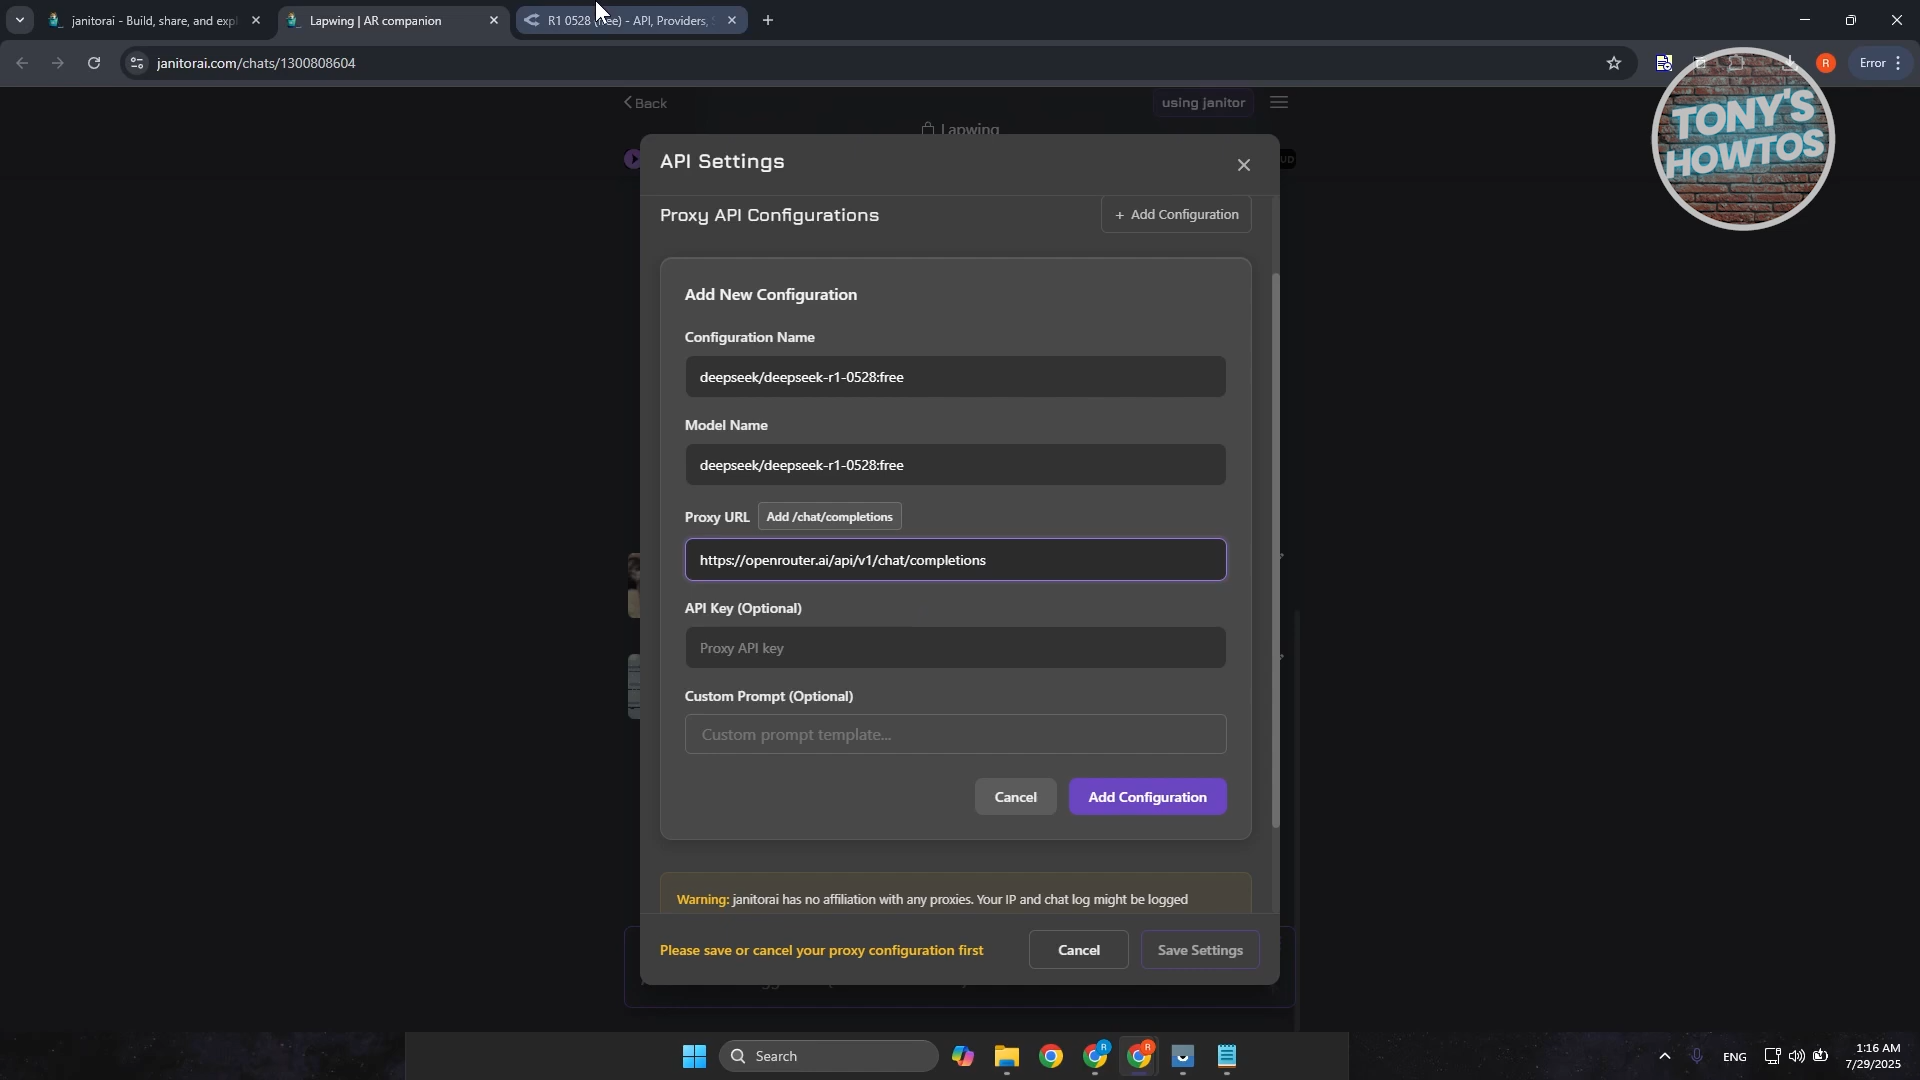 janitorai - Build, share, and expl
Lapwing | AR companion
R1 0528 (free) - API, Providers, S
janitorai.com/chats/1300808604
R
Error
TONY'S
HOWTOS
Back
using janitor
Lapwing
API Settings
UD
Proxy API Configurations
+ Add Configuration
Add New Configuration
Configuration Name
deepseek/deepseek-r1-0528:free
Model Name
deepseek/deepseek-r1-0528:free
Proxy URL
Add /chat/completions
https://openrouter.ai/api/v1/chat/completions
API Key (Optional)
Proxy API key
Custom Prompt (Optional)
Custom prompt template...
Cancel
Add Configuration
Warning: janitorai has no affiliation with any proxies. Your IP and chat log might be logged
Please save or cancel your proxy configuration first
Cancel
Save Settings
Search
R
R
ENG
1:16 AM
7/29/2025